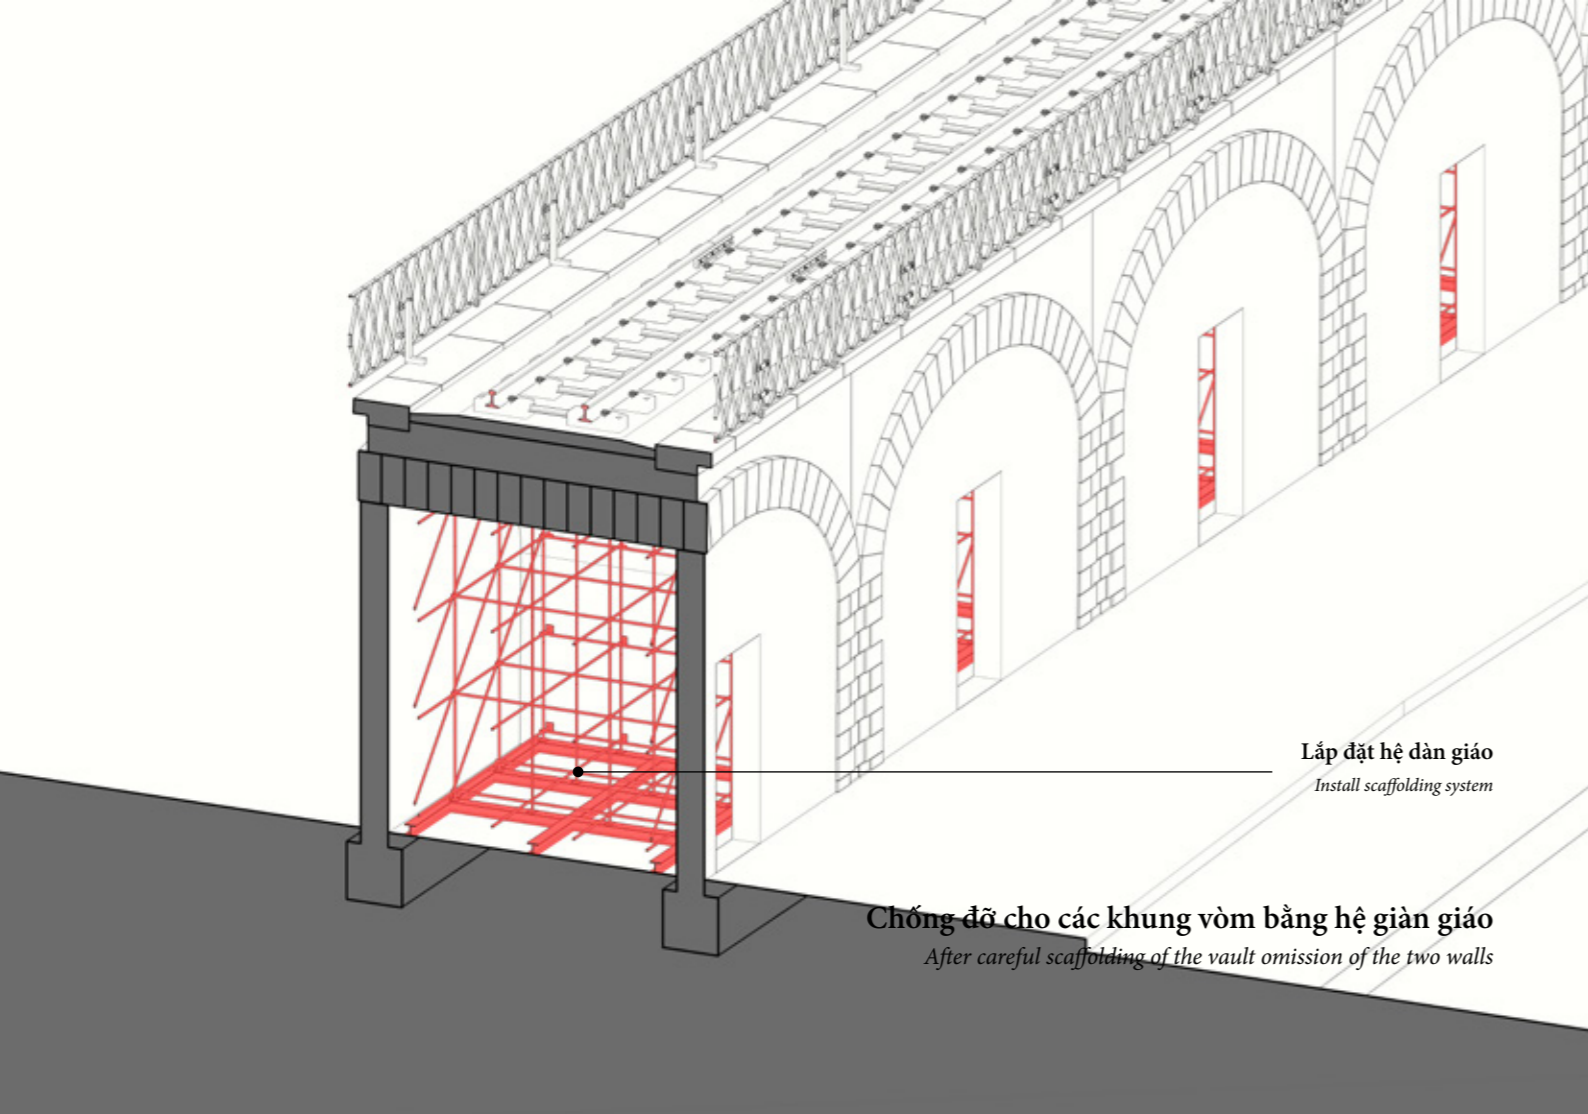 Lắp đặt hệ dàn giáo
Install scaffolding system
Chống đỡ cho các khung vòm bằng hệ giàn giáo
After careful scaffolding of the vault omission of the two walls